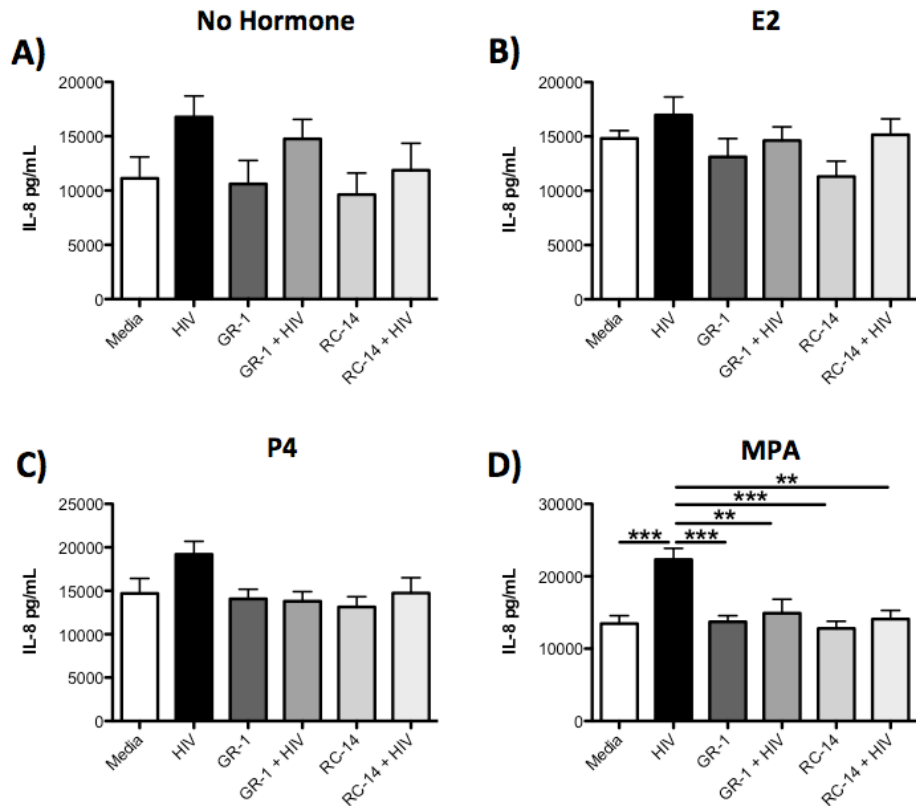 No Hormone
A)
IL-8 pg/mL
20000
15000
10000
5000
0
Media
HIV
GR-1
GR-1 + HIV
RC-14
RC-14 + HIV
E2
B)
IL-8 pg/mL
20000
15000
10000
5000
0
Media
HIV
GR-1
GR-1 + HIV
RC-14
RC-14 + HIV
P4
C)
IL-8 pg/mL
25000
20000
15000
10000
5000
0
Media
HIV
GR-1
GR-1 + HIV
RC-14
RC-14 + HIV
MPA
D)
IL-8 pg/mL
30000
20000
10000
0
**
***
**
*** ***
Media
HIV
GR-1
GR-1 + HIV
RC-14
RC-14 + HIV